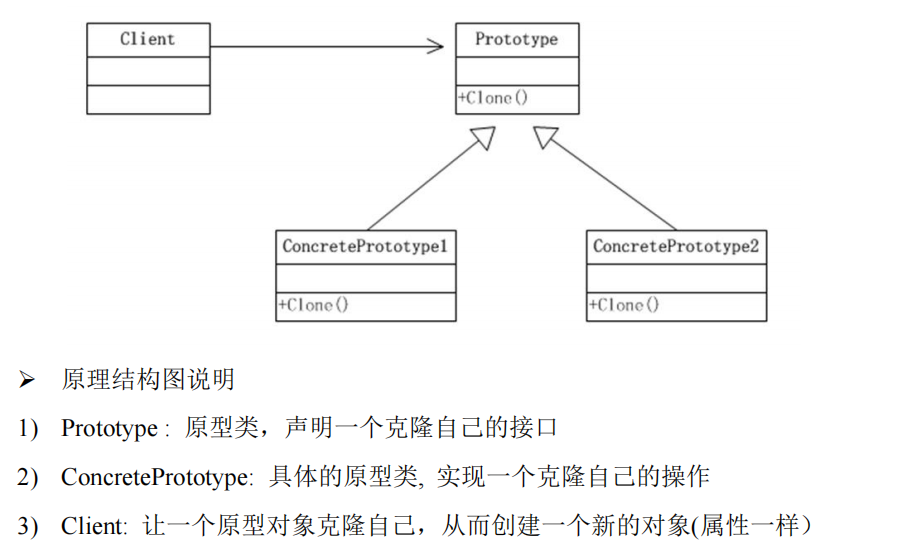 Client
Prototype
+Clone()
ConcretePrototype1
ConcretePrototype2
+Clone()
+Clone()
➢ 原理结构图说明
1) Prototype : 原型类，声明一个克隆自己的接口
2) ConcretePrototype: 具体的原型类, 实现一个克隆自己的操作
3) Client: 让一个原型对象克隆自己，从而创建一个新的对象(属性一样）